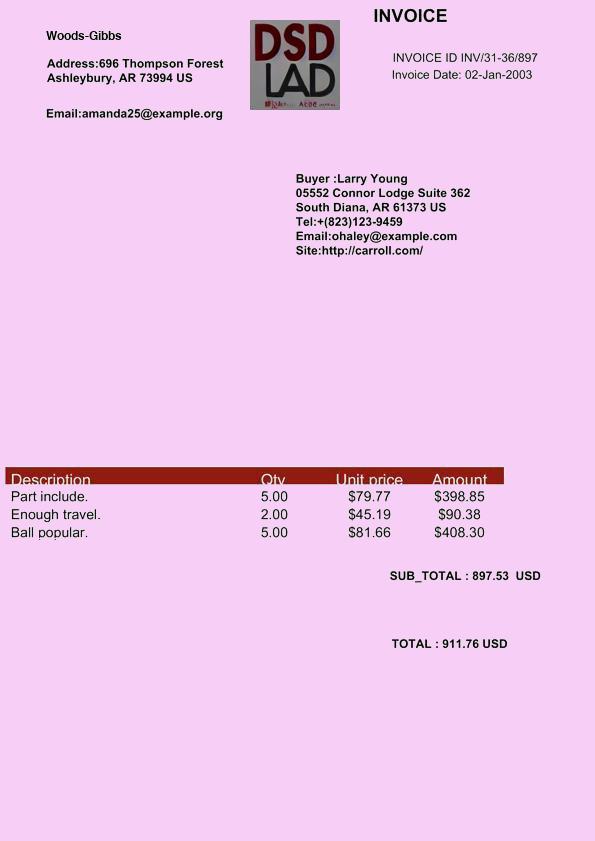 INVOICE
Woods-Gibbs
Address:696 Thompson Forest
Ashleybury, AR 73994 US
Email:amanda25@example.org
DSD
LAD
INVOICE ID INV/31-36/897
Invoice Date: 02-Jan-2003
Buyer :Larry Young
05552 Connor Lodge Suite 362
South Diana, AR 61373 US
Tel:+(823)123-9459
Email:ohaley@example.com
Site:http://carroll.com/
Description Qty Unit price Amount
Part include. 5.00 $79.77 $398.85
Enough travel. 2.00 $45.19 $90.38
Ball popular. 5.00 $81.66 $408.30
SUB_TOTAL : 897.53 USD
TOTAL : 911.76 USD